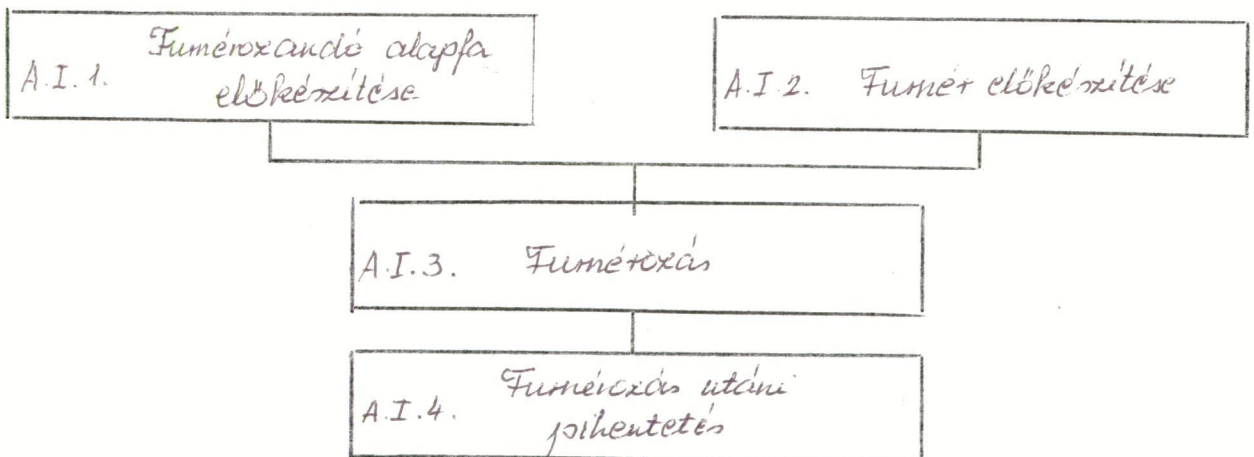 A.I.1. Furnérozandó alapfa
előkészítése
A.I.2. Furnér előkészítése
A.I.3. Furnérozás
A.I.4. Furnérozás utáni
pihentetés